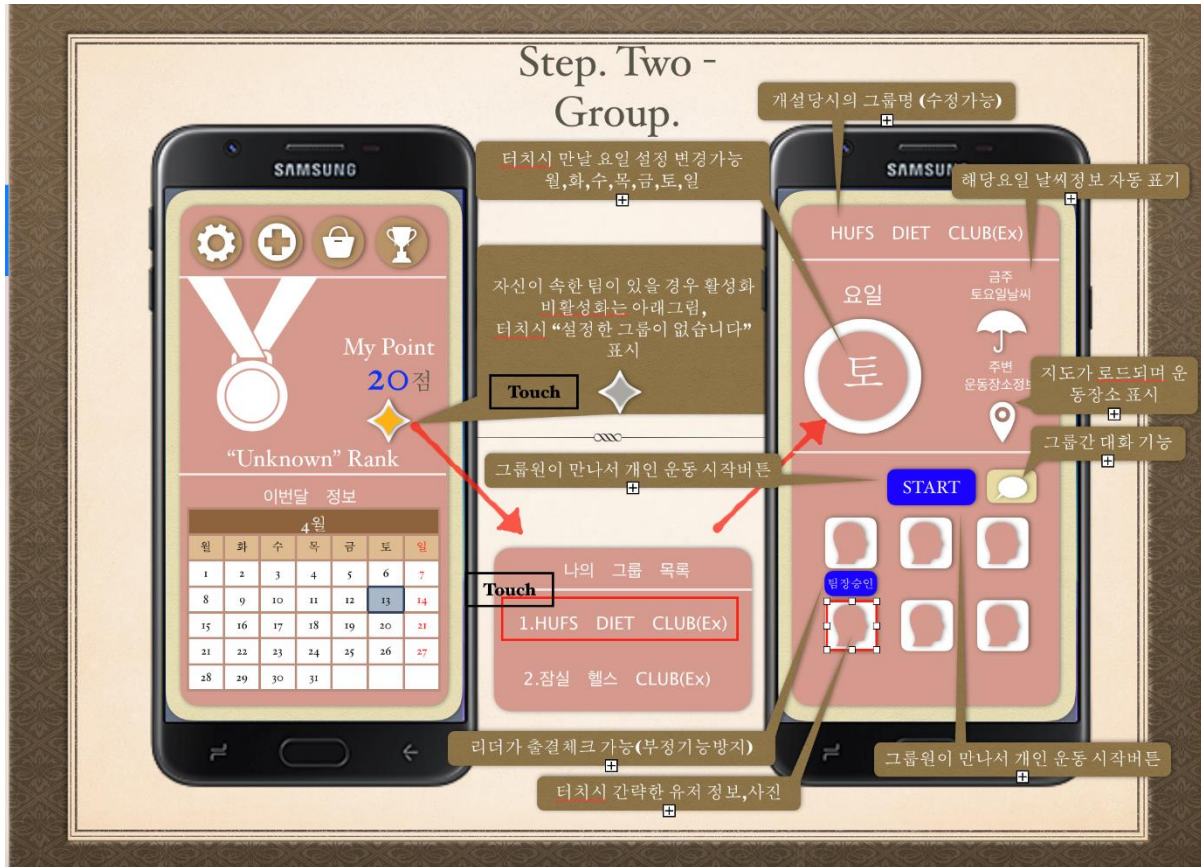 Step. Two -
Group.
개설당시의 그룹명 (수정가능)
터치시 만날 요일 설정 변경가능
월,화,수,목,금,토,일
해당요일 날씨정보 자동 표기
SAMSUNG
자신이 속한 팀이 있을 경우 활성화
비활성화는 아래그림,
터치시 “설정한 그룹이 없습니다”
표시
Touch
My Point
20점
“Unknown” Rank
이번달 정보
4월
월 화 수 목 금 토 일
1 2 3 4 5 6 7
8 9 10 11 12 13 14
15 16 17 18 19 20 21
21 22 23 24 25 26 27
28 29 30 31
그룹원이 만나서 개인 운동 시작버튼
나의 그룹 목록
Touch
1.HUFS DIET CLUB(Ex)
2.잠실 헬스 CLUB(Ex)
리더가 출결체크 가능(부정기능방지)
터치시 간략한 유저 정보,사진
SAMSU
HUFS DIET CLUB(Ex)
요일
토
금주
토요일날씨
주변
운동장소정보
지도가 로드되며 운
동장소 표시
그룹간 대화 기능
START
팀장승인
그룹원이 만나서 개인 운동 시작버튼